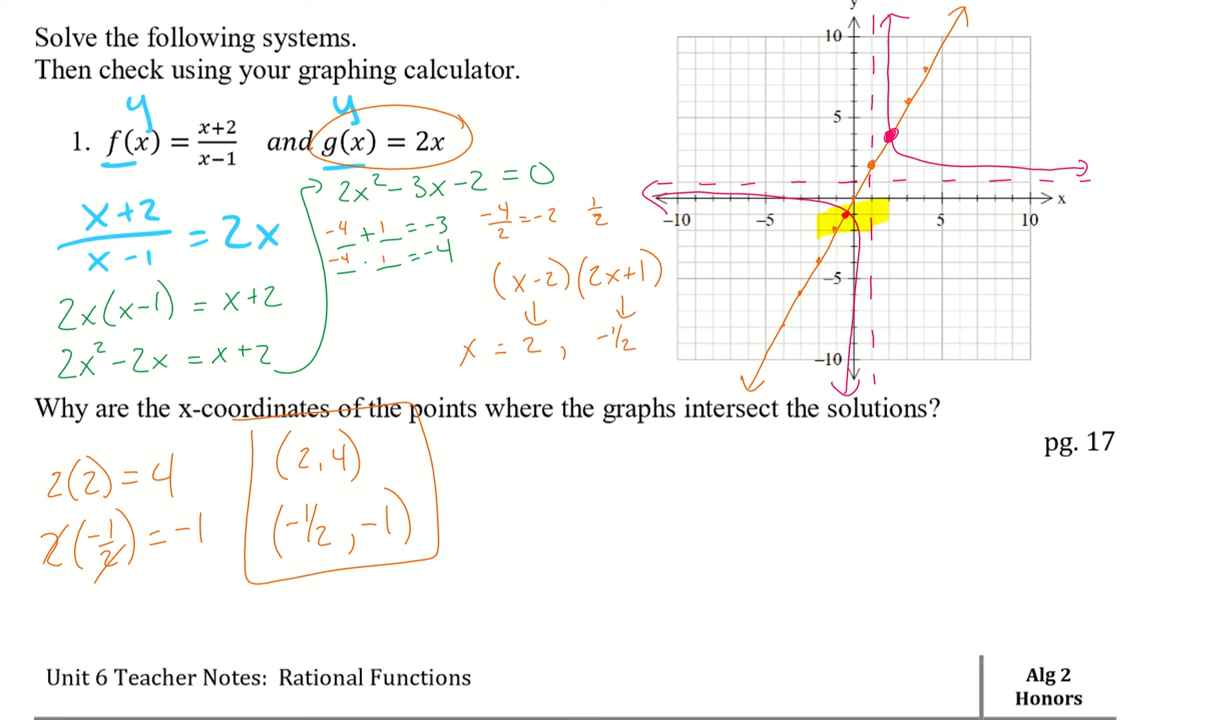 Solve the following systems.
Then check using your graphing calculator.
y y
1. f(x) = x+2/x−1 and g(x) = 2x
x+2/x-1 = 2x
2x(x-1) = x+2
2x² -2x = x+2
2x² -3x -2 = 0
-4 + 1 = -3
-4 · 1 = -4
-4/2 = -2 1/2
(x-2)(2x+1)
x = 2, -1/2
y
10
5
−10 −5 5 10 x
−5
−10
Why are the x-coordinates of the points where the graphs intersect the solutions?
pg. 17
2(2) = 4
2(-1/2) = -1
(2, 4)
(-1/2, -1)
Unit 6 Teacher Notes: Rational Functions
Alg 2
Honors